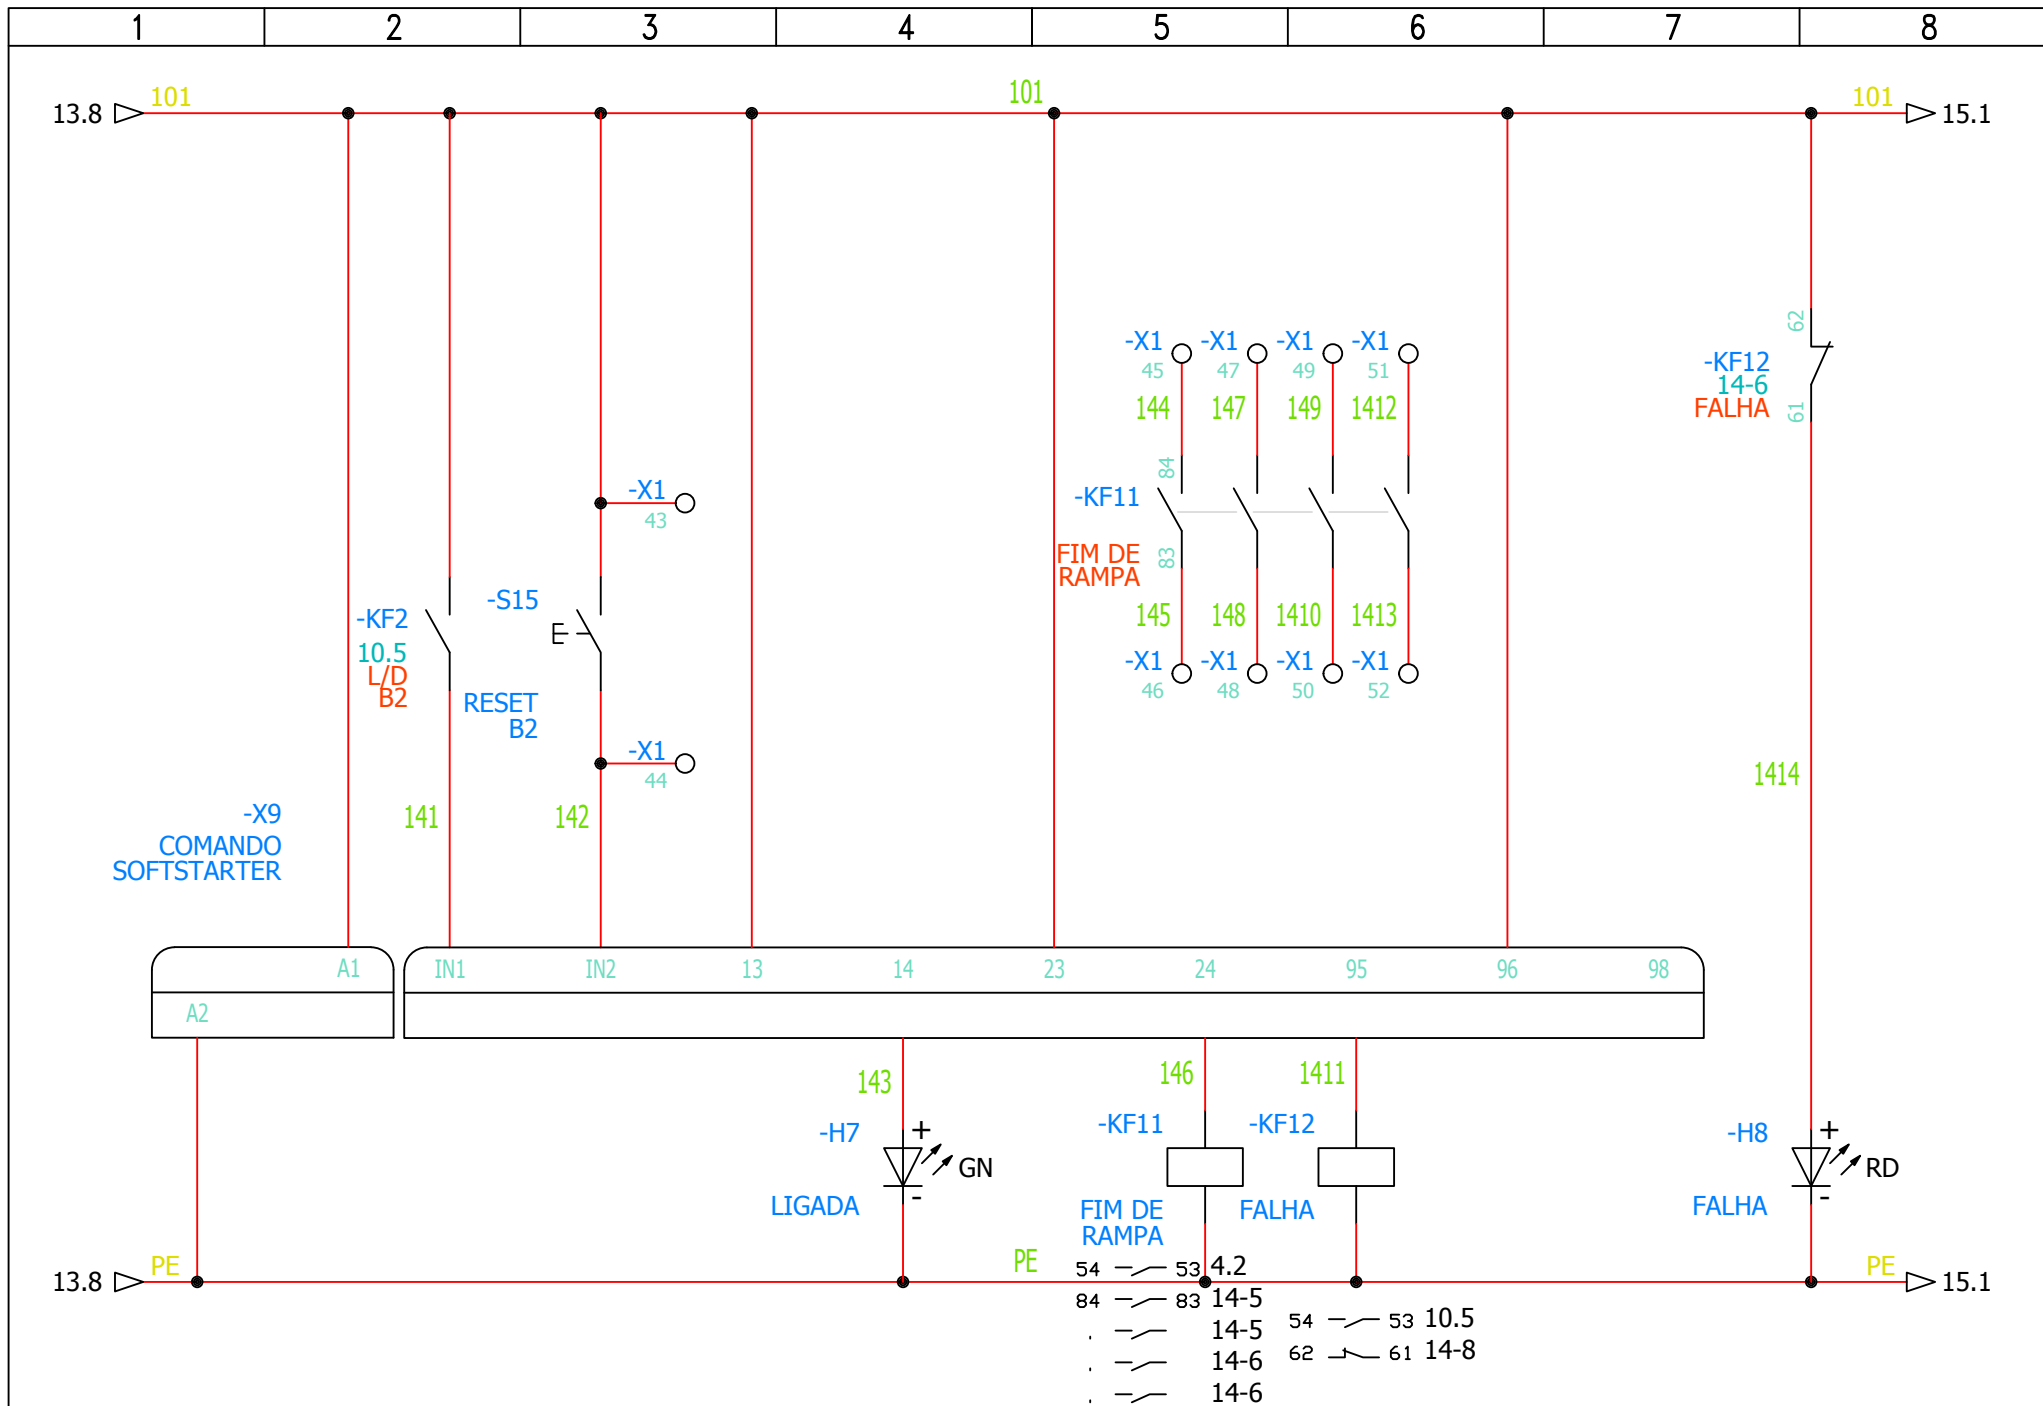 1 2 3 4 5 6 7 8
13.8 101 101 101 15.1
-X1 -X1 -X1 -X1
45 47 49 51
144 147 149 1412
62
-KF12
14-6
FALHA
61
84
-KF11
83
FIM DE
RAMPA
145 148 1410 1413
-X1 -X1 -X1 -X1
46 48 50 52
-X1
43
-KF2
10.5
L/D
B2
-S15
E
RESET
B2
-X1
44
1414
-X9
COMANDO
SOFTSTARTER
141 142
A1 IN1 IN2 13 14 23 24 95 96 98
A2
143 146 1411
-H7 + GN -
LIGADA
-KF11
FIM DE
RAMPA
-KF12
FALHA
-H8 + RD -
FALHA
13.8 PE PE PE 15.1
54 53 4.2
84 83 14-5
. 14-5
. 14-6
. 14-6
54 53 10.5
62 61 14-8